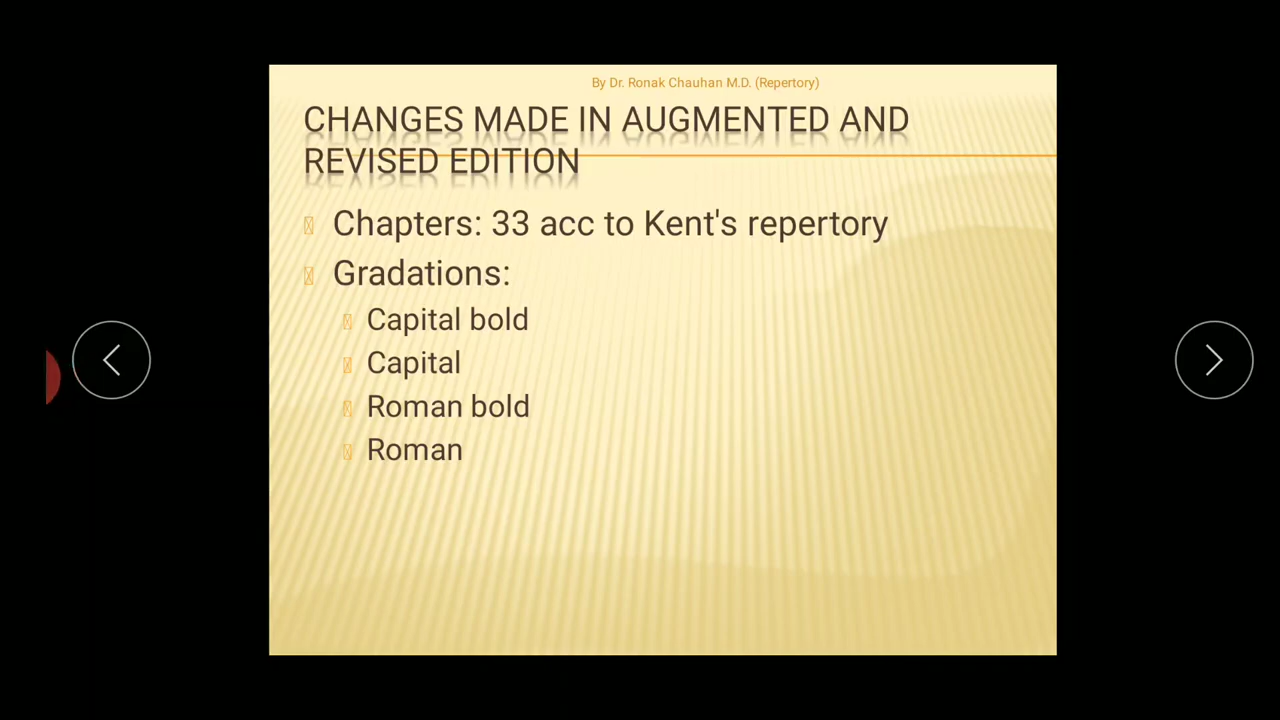 By Dr. Ronak Chauhan M.D. (Repertory)
CHANGES MADE IN AUGMENTED AND
REVISED EDITION
Chapters: 33 acc to Kent's repertory
Gradations:
Capital bold
Capital
Roman bold
Roman